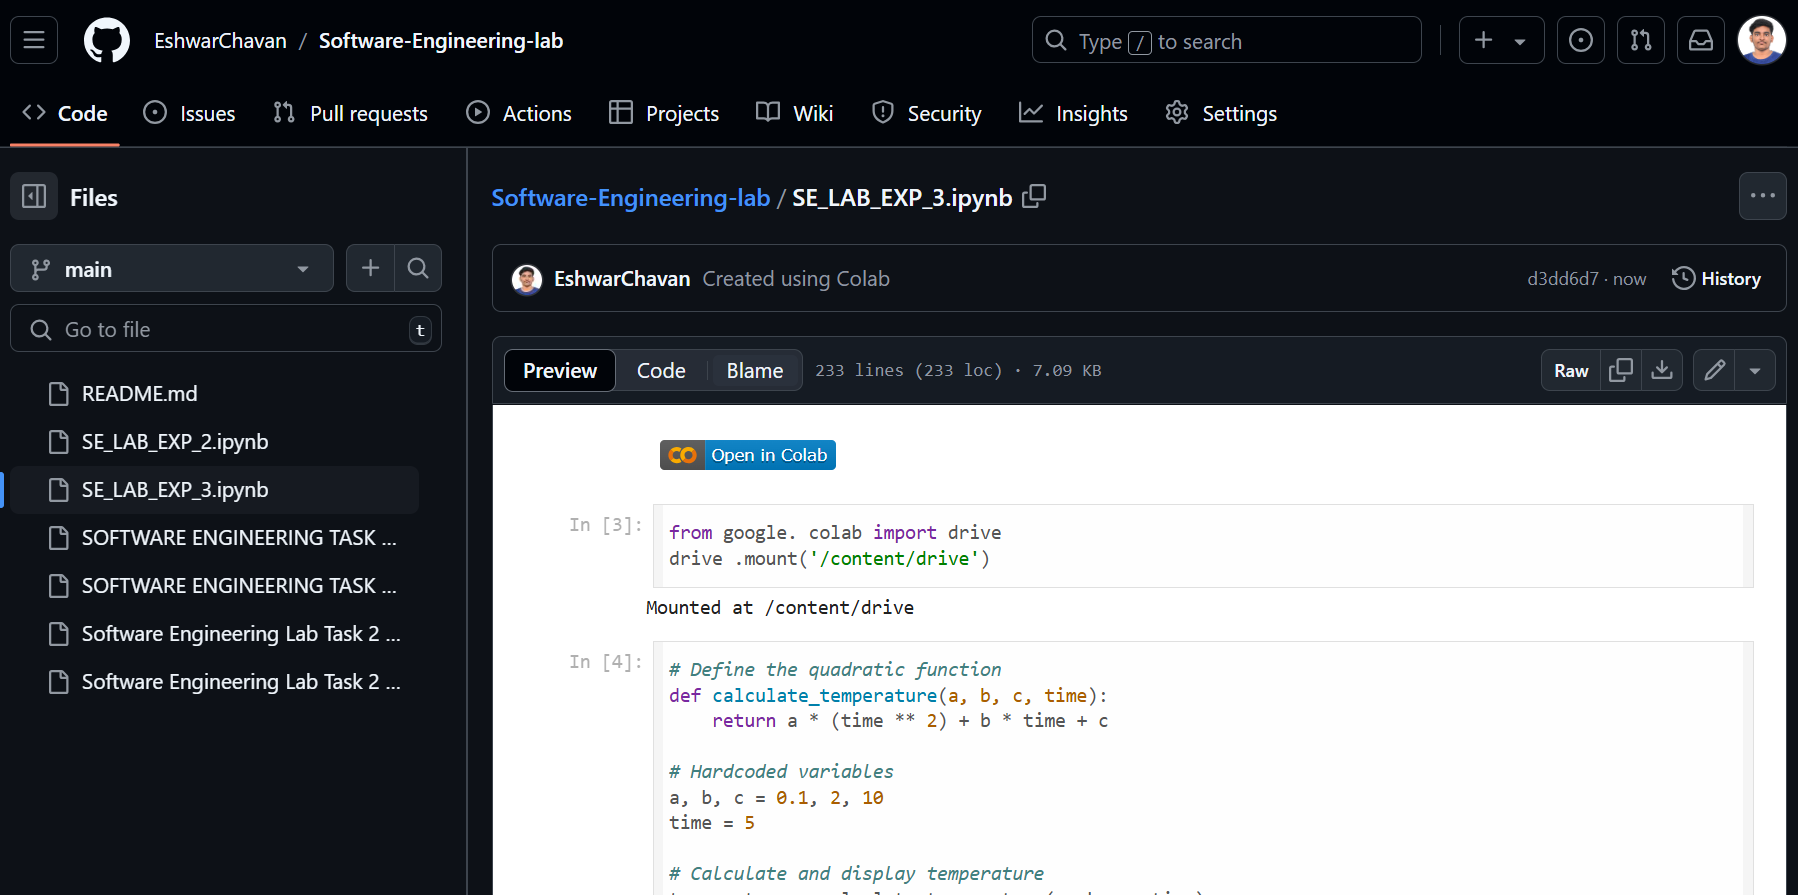 EshwarChavan / Software-Engineering-lab
Type / to search
Code
Issues
Pull requests
Actions
Projects
Wiki
Security
Insights
Settings
Files
main
Go to file
t
README.md
SE_LAB_EXP_2.ipynb
SE_LAB_EXP_3.ipynb
SOFTWARE ENGINEERING TASK ...
SOFTWARE ENGINEERING TASK ...
Software Engineering Lab Task 2 ...
Software Engineering Lab Task 2 ...
Software-Engineering-lab / SE_LAB_EXP_3.ipynb
EshwarChavan Created using Colab
d3dd6d7 · now
History
Preview
Code
Blame
233 lines (233 loc) · 7.09 KB
Raw
Open in Colab
In [3]:
from google. colab import drive
drive .mount('/content/drive')
Mounted at /content/drive
In [4]:
# Define the quadratic function
def calculate_temperature(a, b, c, time):
    return a * (time ** 2) + b * time + c
# Hardcoded variables
a, b, c = 0.1, 2, 10
time = 5
# Calculate and display temperature